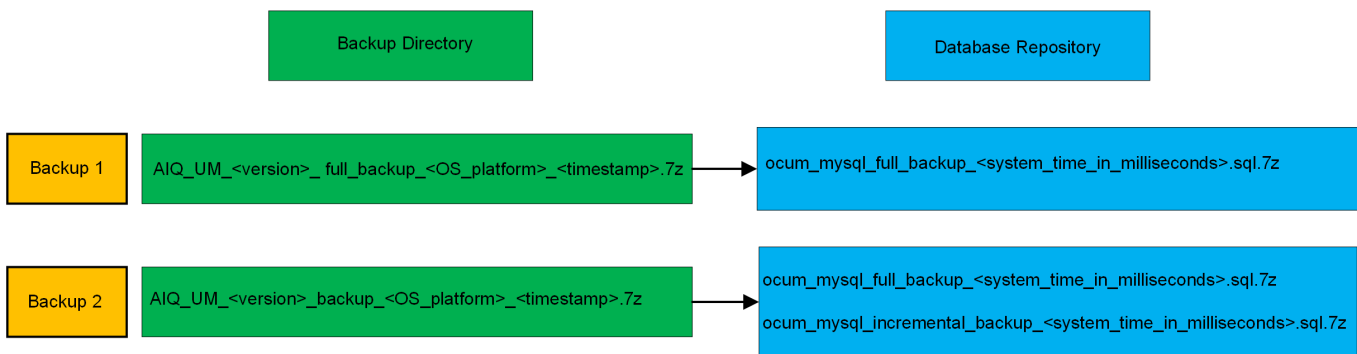 Backup Directory
Database Repository
Backup 1
AIQ_UM_<version>_ full_backup_<OS_platform>_<timestamp>.7z
ocum_mysql_full_backup_<system_time_in_milliseconds>.sql.7z
Backup 2
AIQ_UM_<version>_backup_<OS_platform>_<timestamp>.7z
ocum_mysql_full_backup_<system_time_in_milliseconds>.sql.7z
ocum_mysql_incremental_backup_<system_time_in_milliseconds>.sql.7z